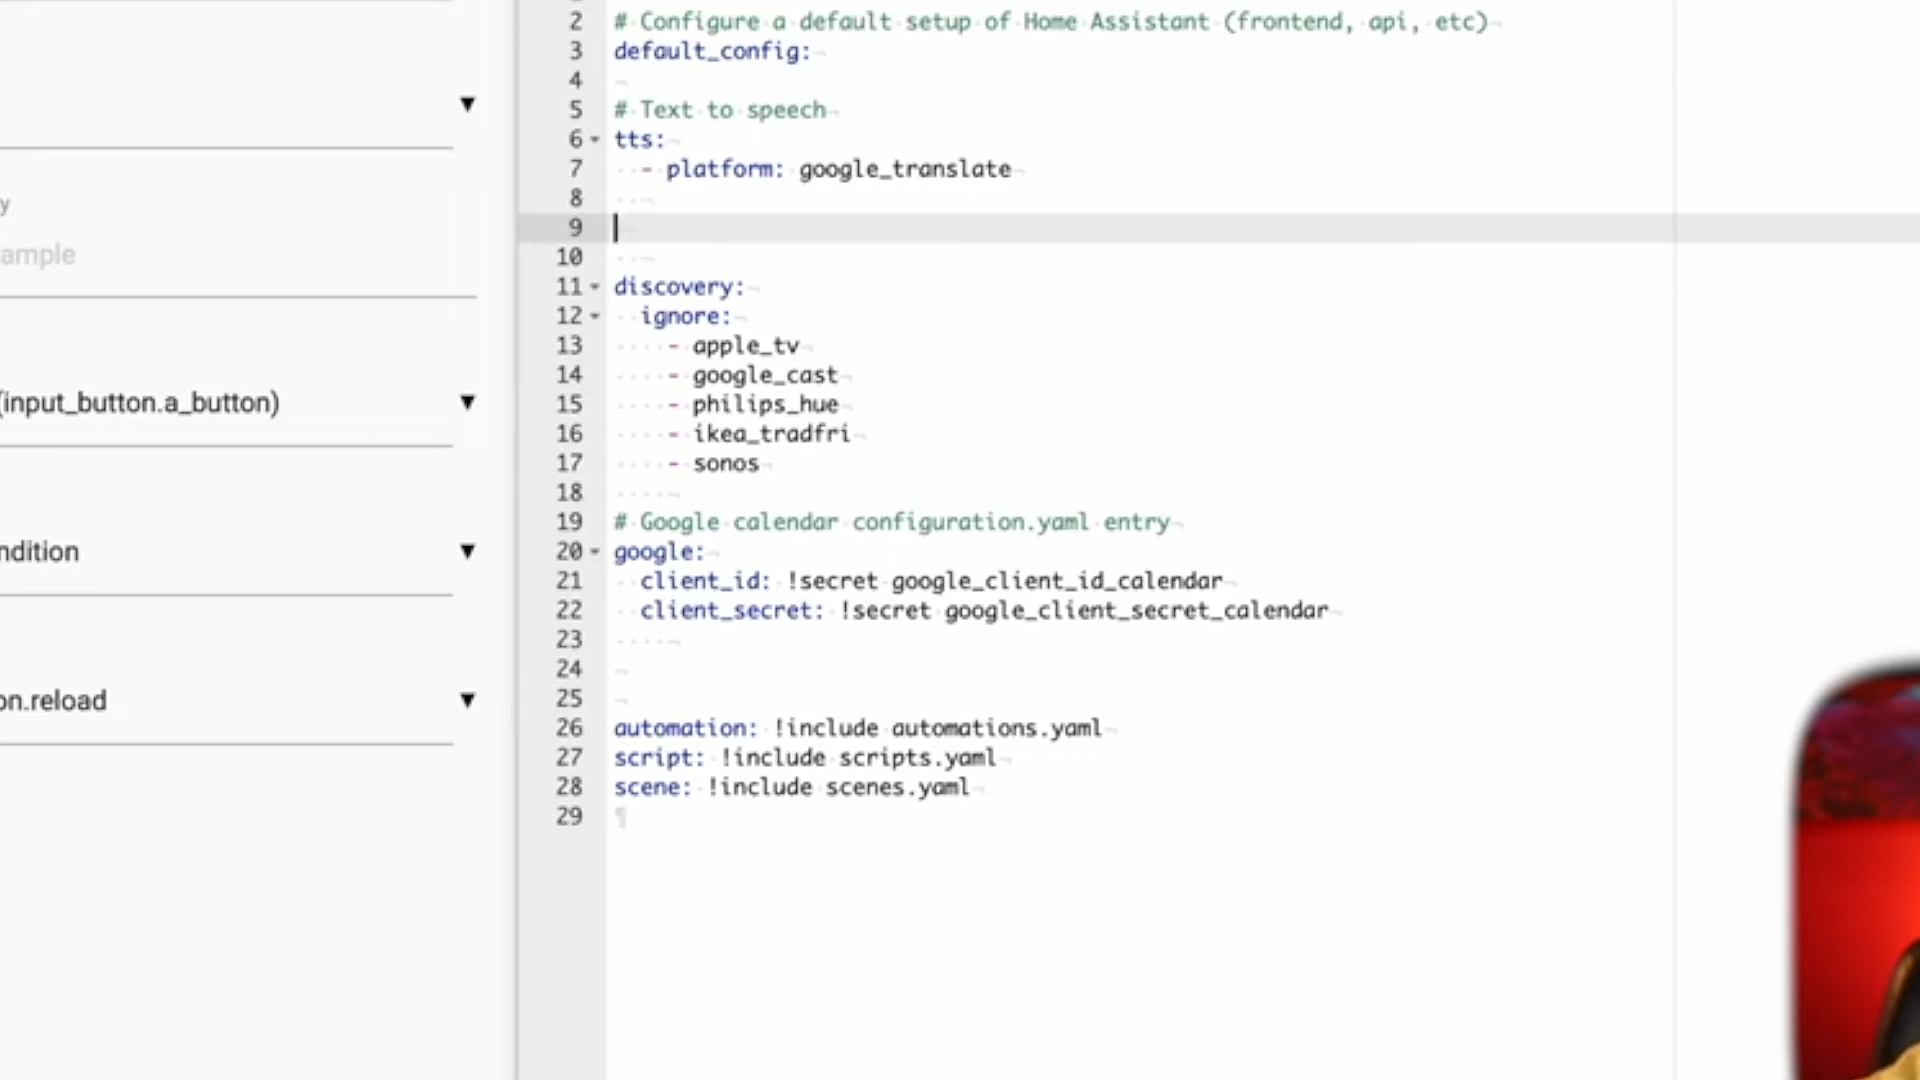 y
ample
(input_button.a_button)
ndition
on.reload
2 # Configure a default setup of Home Assistant (frontend, api, etc)
3 default_config:
4
5 # Text to speech
6 tts:
7 - platform: google_translate
8
9
10
11 discovery:
12 ignore:
13 - apple_tv
14 - google_cast
15 - philips_hue
16 - ikea_tradfri
17 - sonos
18
19 # Google calendar configuration.yaml entry
20 google:
21 client_id: !secret google_client_id_calendar
22 client_secret: !secret google_client_secret_calendar
23
24
25
26 automation: !include automations.yaml
27 script: !include scripts.yaml
28 scene: !include scenes.yaml
29